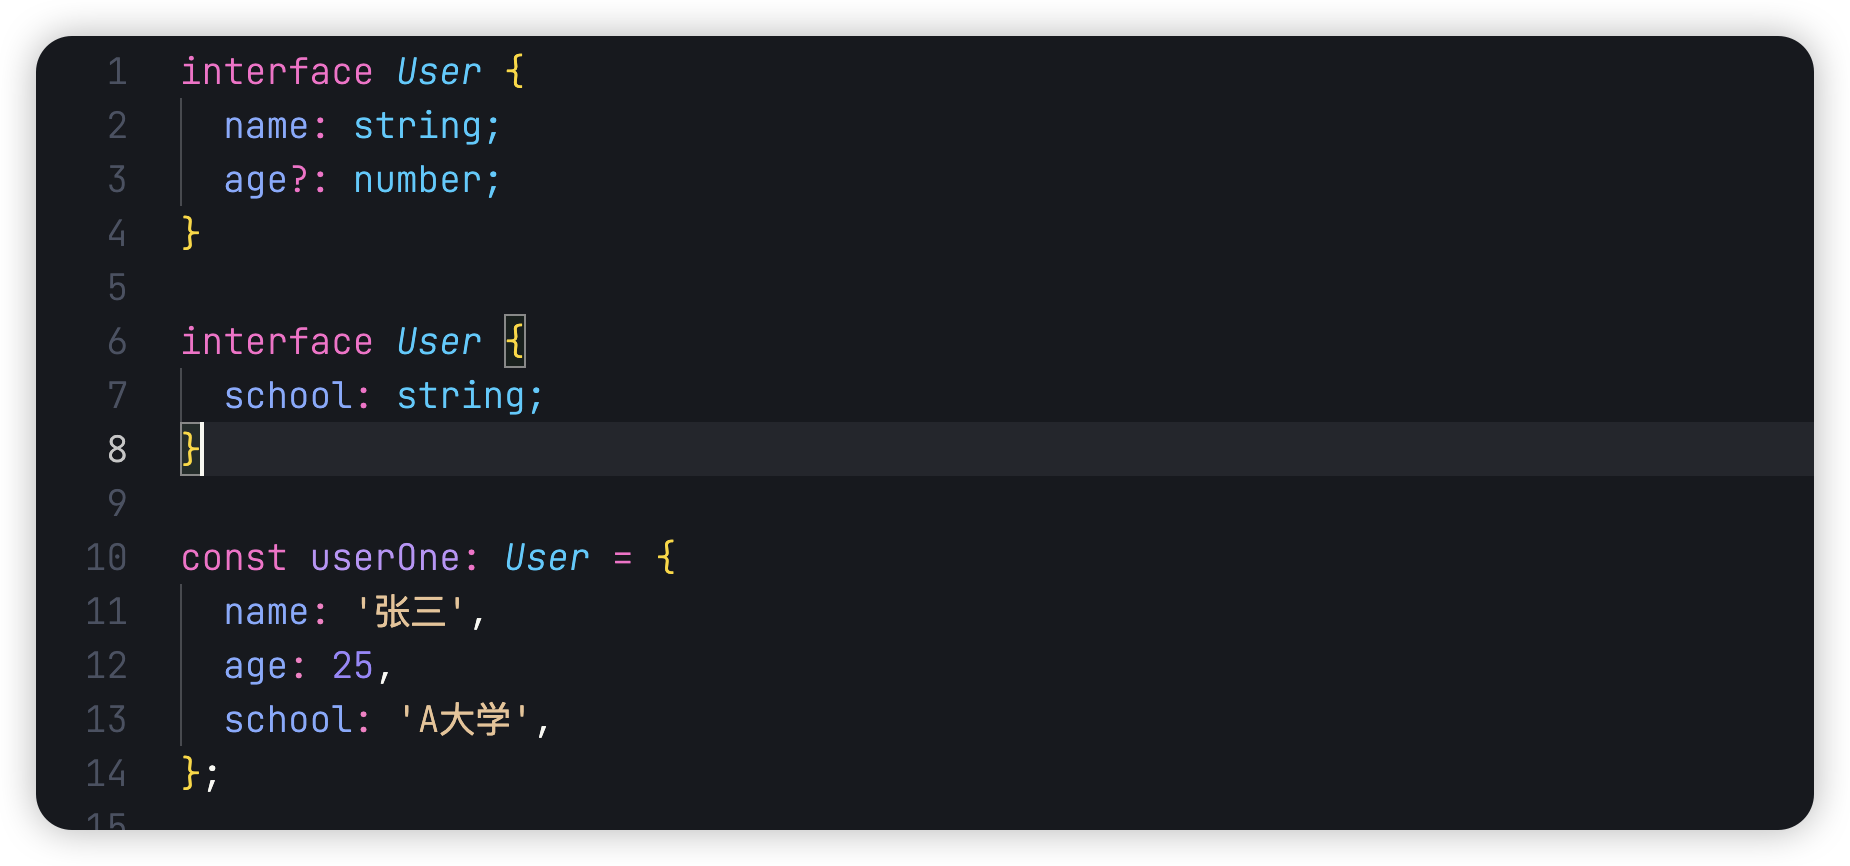 1 interface User {
2   name: string;
3   age?: number;
4 }
5
6 interface User {
7   school: string;
8 }
9
10 const userOne: User = {
11   name: '张三',
12   age: 25,
13   school: 'A大学',
14 };
15